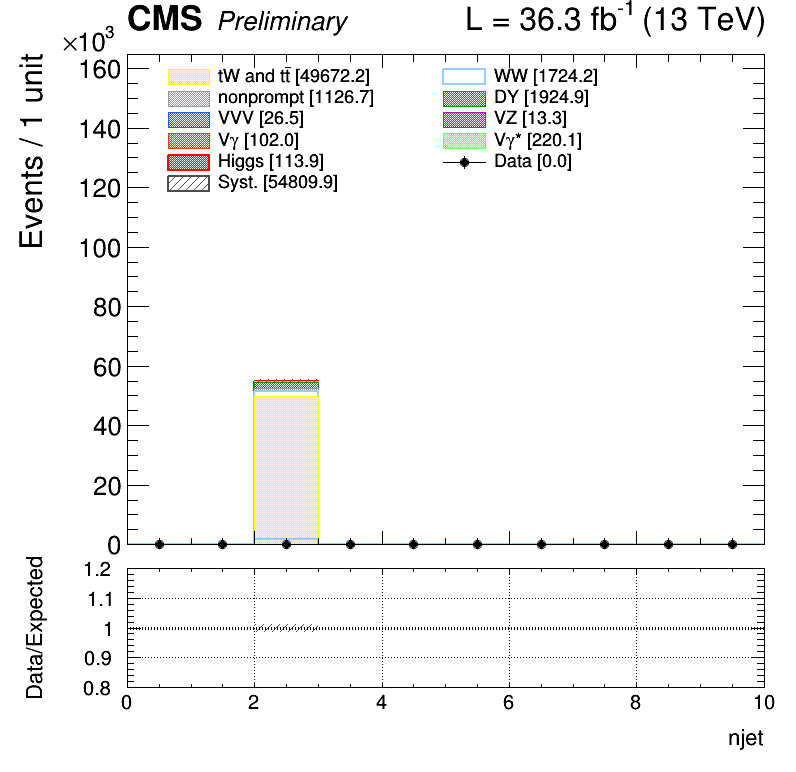 CMS Preliminary L = 36.3 fb⁻¹ (13 TeV)
×10³
Events / 1 unit
160
140
120
100
80
60
40
20
0
tW and tt̄ [49672.2]
nonprompt [1126.7]
VVV [26.5]
Vγ [102.0]
Higgs [113.9]
Syst. [54809.9]
WW [1724.2]
DY [1924.9]
VZ [13.3]
Vγ* [220.1]
Data [0.0]
Data/Expected
1.2
1.1
1
0.9
0.8
0 2 4 6 8 10
njet